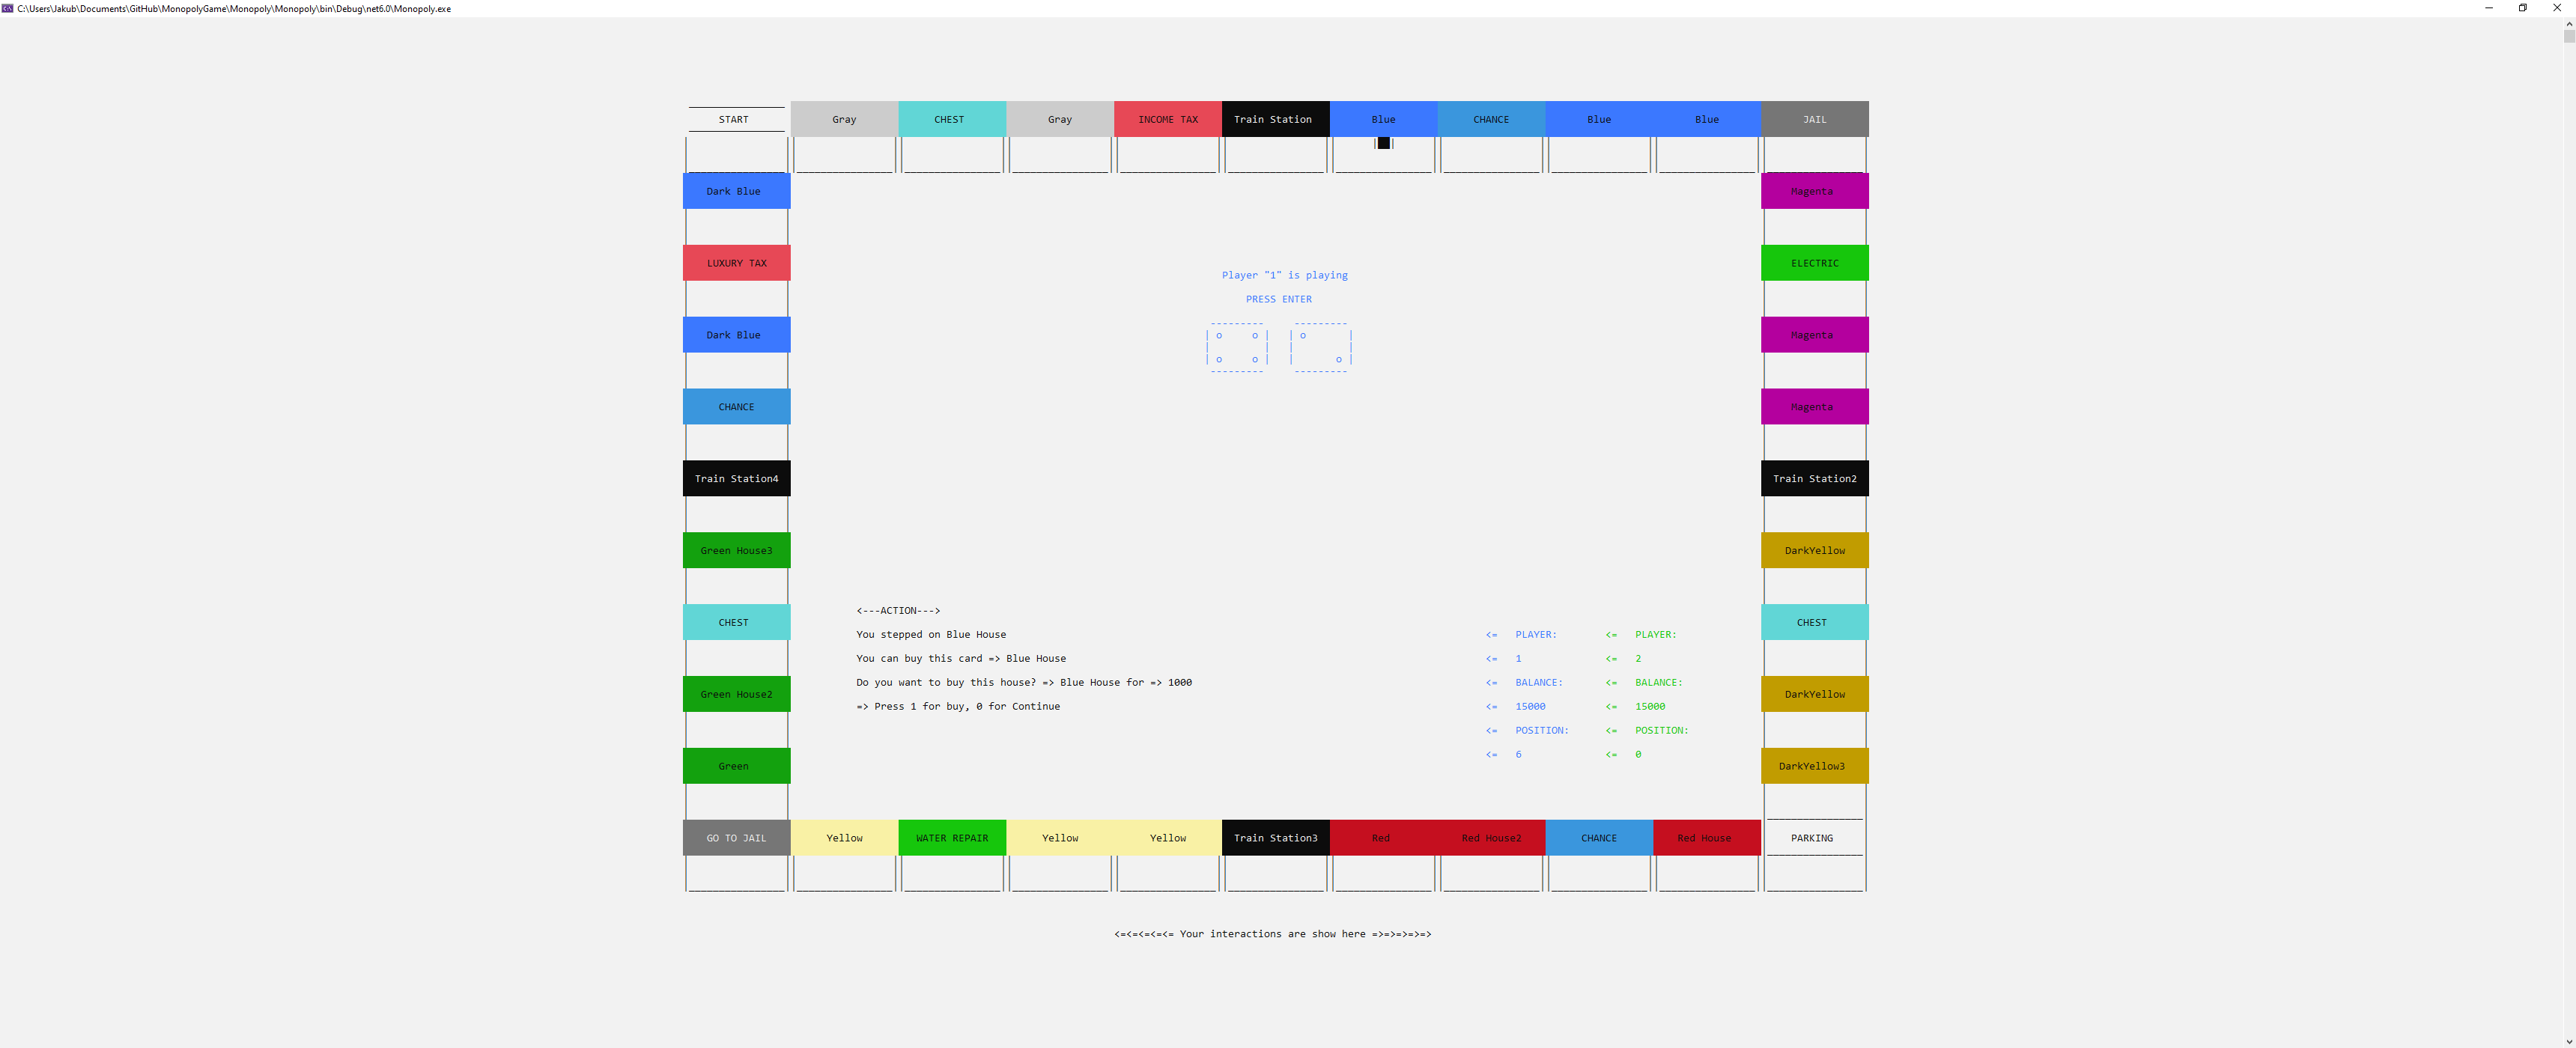 C:\Users\Jakub\Documents\GitHub\MonopolyGame\Monopoly\Monopoly\bin\Debug\net6.0\Monopoly.exe
START Gray CHEST Gray INCOME TAX Train Station Blue CHANCE Blue Blue JAIL
Dark Blue Magenta
LUXURY TAX ELECTRIC
Player "1" is playing
PRESS ENTER
Dark Blue Magenta
o o o
o o o
CHANCE Magenta
Train Station4 Train Station2
Green House3 DarkYellow
<---ACTION--->
CHEST CHEST
You stepped on Blue House <= PLAYER: <= PLAYER:
You can buy this card => Blue House <= 1 <= 2
Do you want to buy this house? => Blue House for => 1000 <= BALANCE: <= BALANCE:
Green House2 DarkYellow
=> Press 1 for buy, 0 for Continue <= 15000 <= 15000
<= POSITION: <= POSITION:
<= 6 <= 0
Green DarkYellow3
GO TO JAIL Yellow WATER REPAIR Yellow Yellow Train Station3 Red Red House2 CHANCE Red House PARKING
<=<=<=<=<= Your interactions are show here =>=>=>=>=>